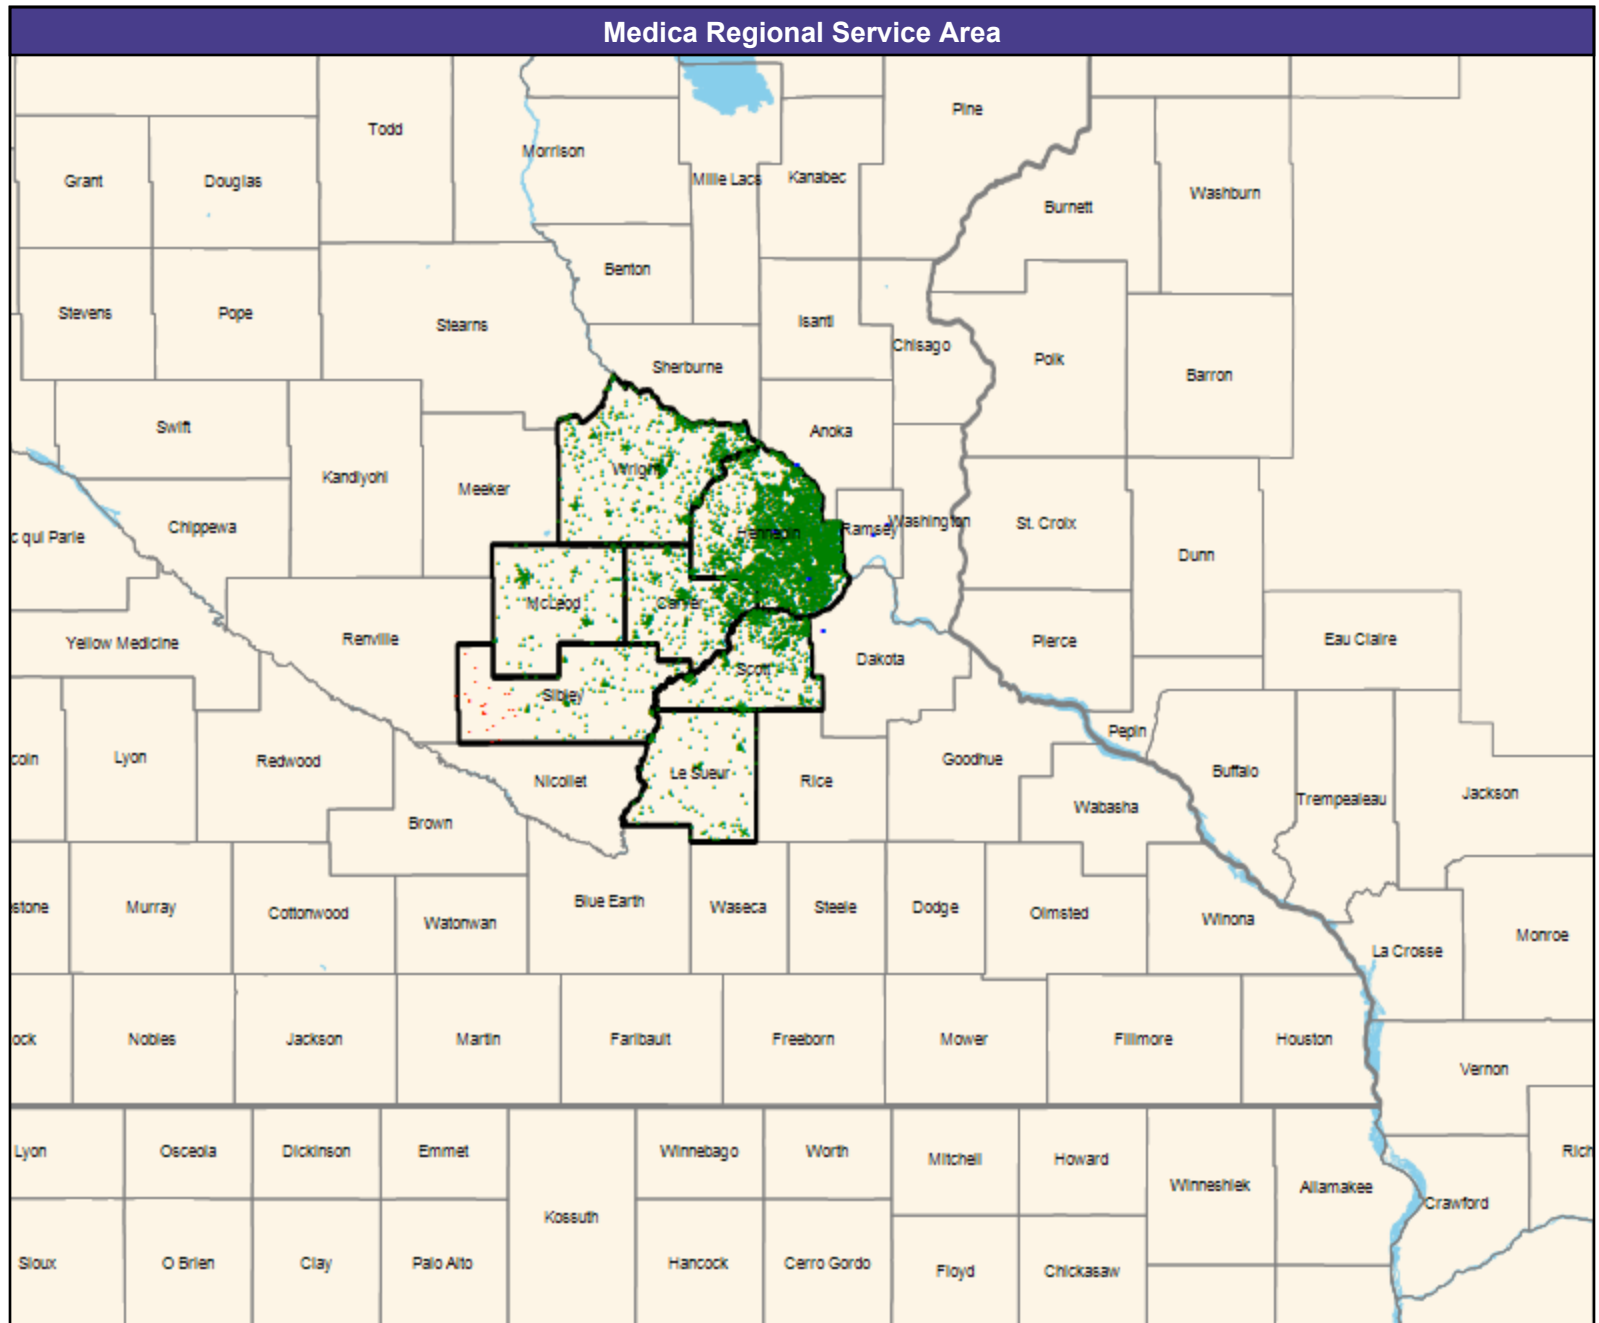 Medica Regional Service Area
Pine
Todd
Morrison
Mille Lacs
Kanabec
Grant
Douglas
Washburn
Burnett
Benton
Stevens
Pope
Stearns
Isanti
Chisago
Polk
Barron
Sherburne
Swift
Anoka
Wright
Kandiyohi
Meeker
Chippewa
c qui Parle
Hennepin
Ramsey
Washington
St. Croix
Dunn
McLeod
Carver
Yellow Medicine
Renville
Scott
Dakota
Pierce
Eau Claire
Sibley
Pepin
coln
Lyon
Redwood
Nicollet
Le Sueur
Rice
Goodhue
Buffalo
Trempealeau
Jackson
Wabasha
Brown
stone
Murray
Cottonwood
Watonwan
Blue Earth
Waseca
Steele
Dodge
Olmsted
Winona
La Crosse
Monroe
ock
Nobles
Jackson
Martin
Faribault
Freeborn
Mower
Fillmore
Houston
Vernon
Lyon
Osceola
Dickinson
Emmet
Winnebago
Worth
Mitchell
Howard
Winneshiek
Allamakee
Crawford
Rich
Kossuth
Sioux
O Brien
Clay
Palo Alto
Hancock
Cerro Gordo
Floyd
Chickasaw